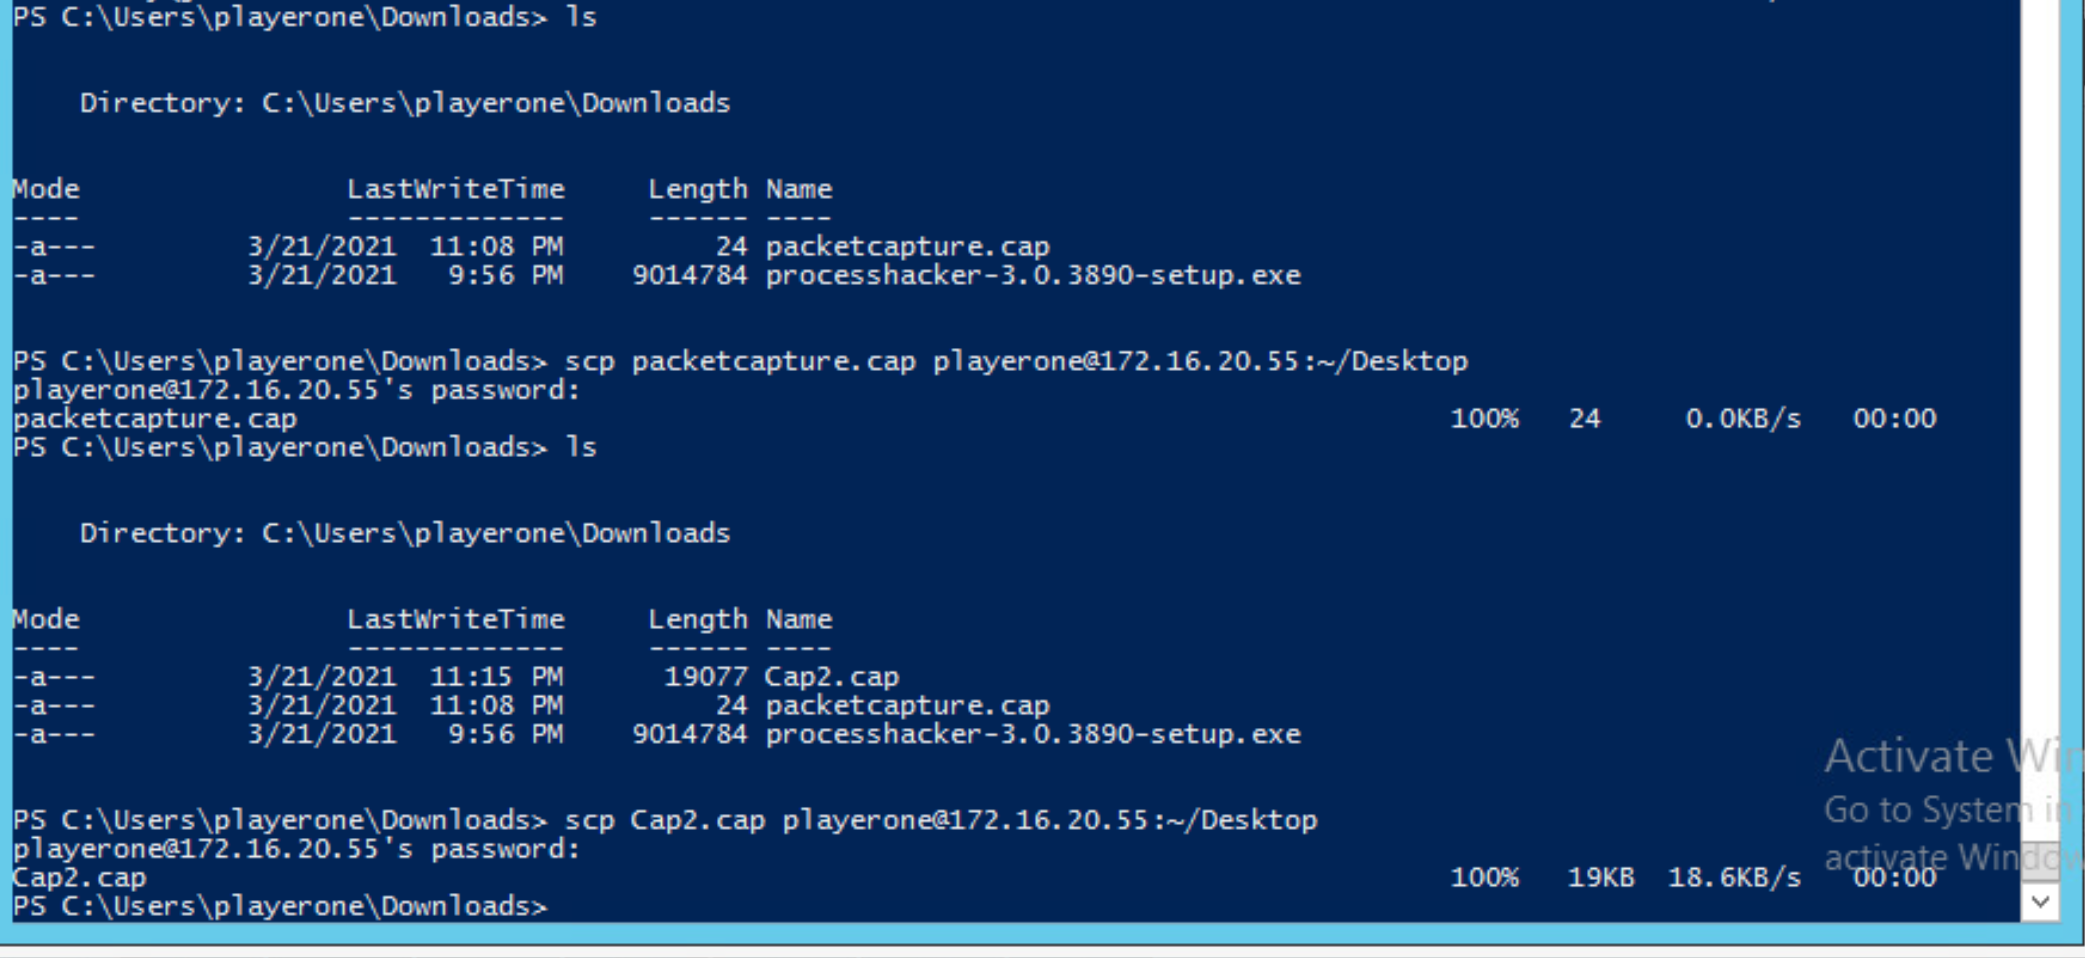 PS C:\Users\playerone\Downloads> ls
    Directory: C:\Users\playerone\Downloads
Mode                LastWriteTime     Length Name
----                -------------     ------ ----
-a---         3/21/2021  11:08 PM         24 packetcapture.cap
-a---         3/21/2021   9:56 PM    9014784 processhacker-3.0.3890-setup.exe
PS C:\Users\playerone\Downloads> scp packetcapture.cap playerone@172.16.20.55:~/Desktop
playerone@172.16.20.55's password:
packetcapture.cap                                                                     100%   24     0.0KB/s   00:00
PS C:\Users\playerone\Downloads> ls
    Directory: C:\Users\playerone\Downloads
Mode                LastWriteTime     Length Name
----                -------------     ------ ----
-a---         3/21/2021  11:15 PM      19077 Cap2.cap
-a---         3/21/2021  11:08 PM         24 packetcapture.cap
-a---         3/21/2021   9:56 PM    9014784 processhacker-3.0.3890-setup.exe
Activate Win
Go to System in
activate Window
PS C:\Users\playerone\Downloads> scp Cap2.cap playerone@172.16.20.55:~/Desktop
playerone@172.16.20.55's password:
Cap2.cap                                                                              100%   19KB  18.6KB/s   00:00
PS C:\Users\playerone\Downloads>